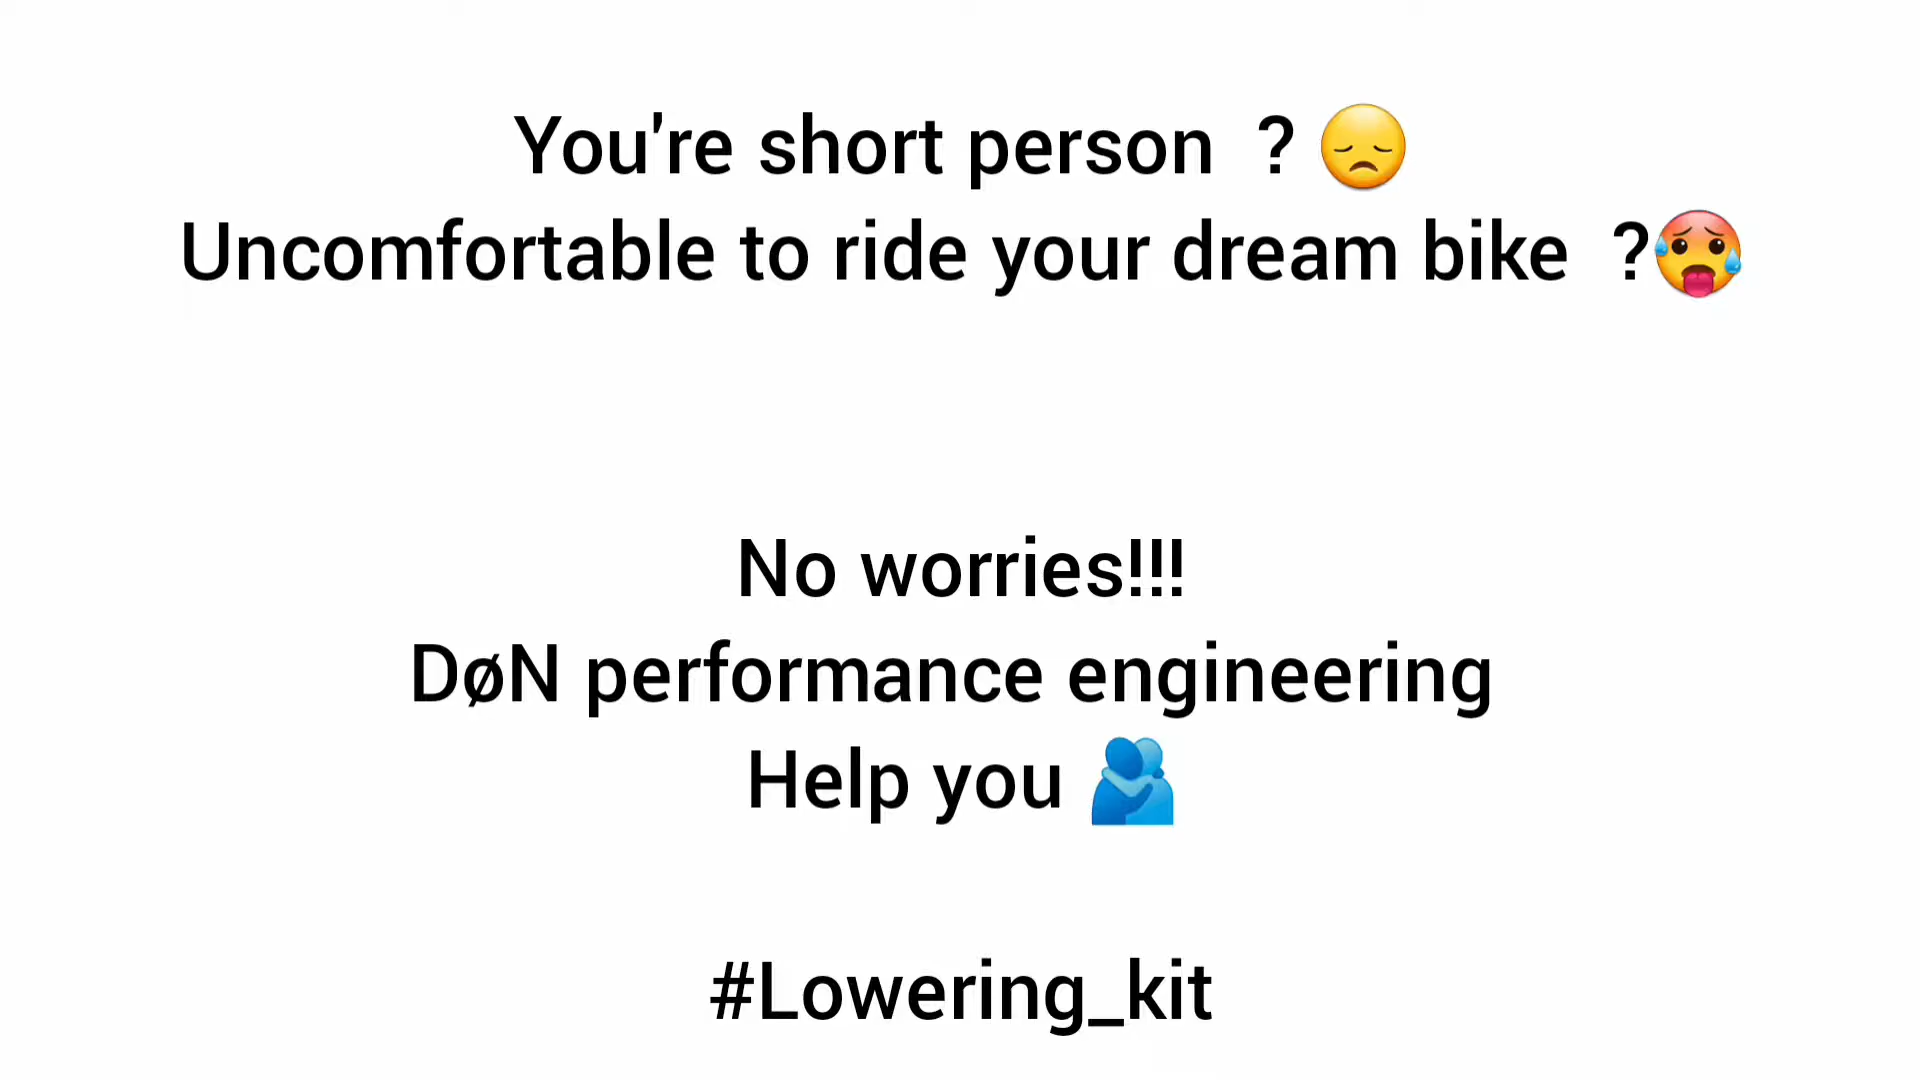 You're short person  ? 😞
Uncomfortable to ride your dream bike  ?🥵
No worries!!!
DøN performance engineering
Help you 🫂
#Lowering_kit